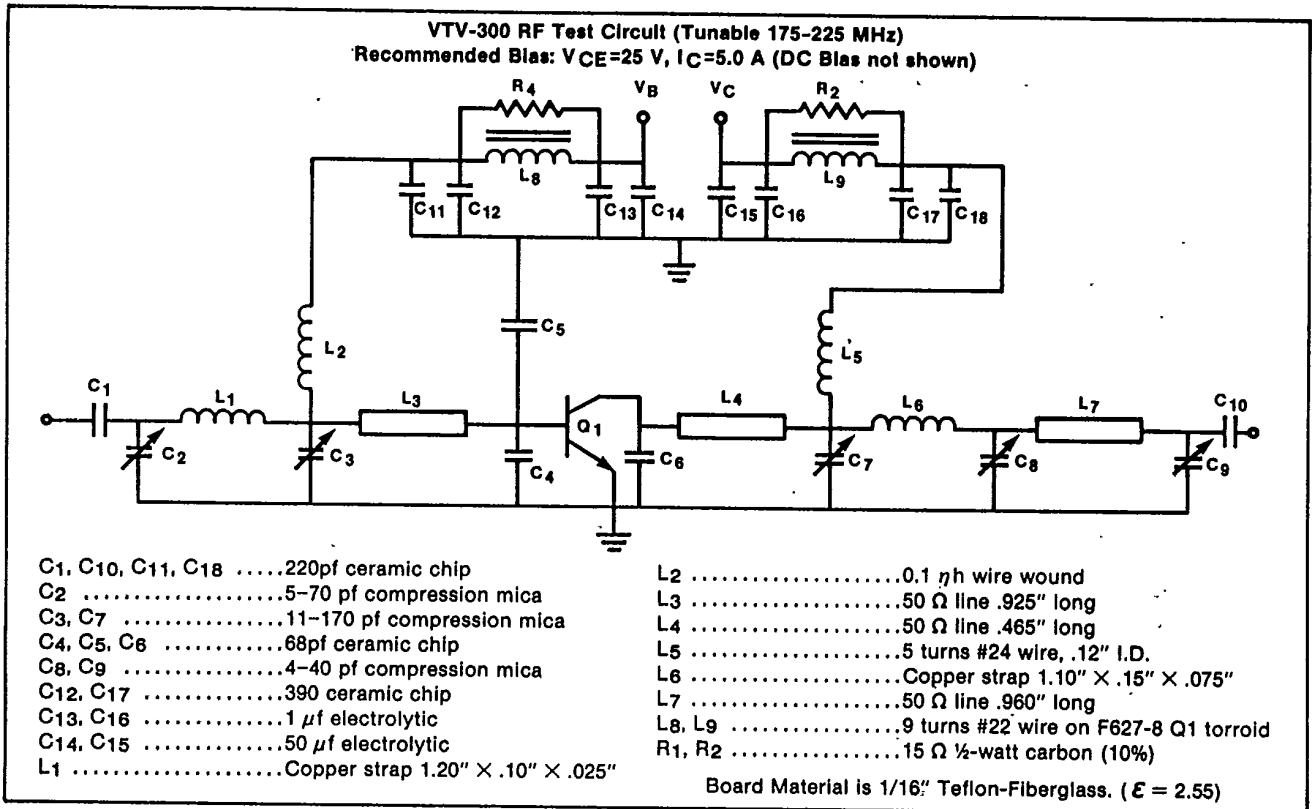 VTV-300 RF Test Circuit (Tunable 175-225 MHz)
Recommended Bias: VCE=25 V, IC=5.0 A (DC Bias not shown)
R4 VB VC R2
L8 L9
C11 C12 C13 C14 C15 C16 C17 C18
C5
L2 L5
C1 L1 L3 L4 L6 L7 C10
Q1
C2 C3 C4 C6 C7 C8 C9
C1, C10, C11, C18 .....220pf ceramic chip
C2 ....................5-70 pf compression mica
C3, C7 ................11-170 pf compression mica
C4, C5, C6 ............68pf ceramic chip
C8, C9 ................4-40 pf compression mica
C12, C17 ..............390 ceramic chip
C13, C16 ..............1 µf electrolytic
C14, C15 ..............50 µf electrolytic
L1 ....................Copper strap 1.20" × .10" × .025"
L2 ....................0.1 ηh wire wound
L3 ....................50 Ω line .925" long
L4 ....................50 Ω line .465" long
L5 ....................5 turns #24 wire, .12" I.D.
L6 ....................Copper strap 1.10" × .15" × .075"
L7 ....................50 Ω line .960" long
L8, L9 ................9 turns #22 wire on F627-8 Q1 torroid
R1, R2 ................15 Ω ½-watt carbon (10%)
Board Material is 1/16" Teflon-Fiberglass. (ℰ = 2.55)